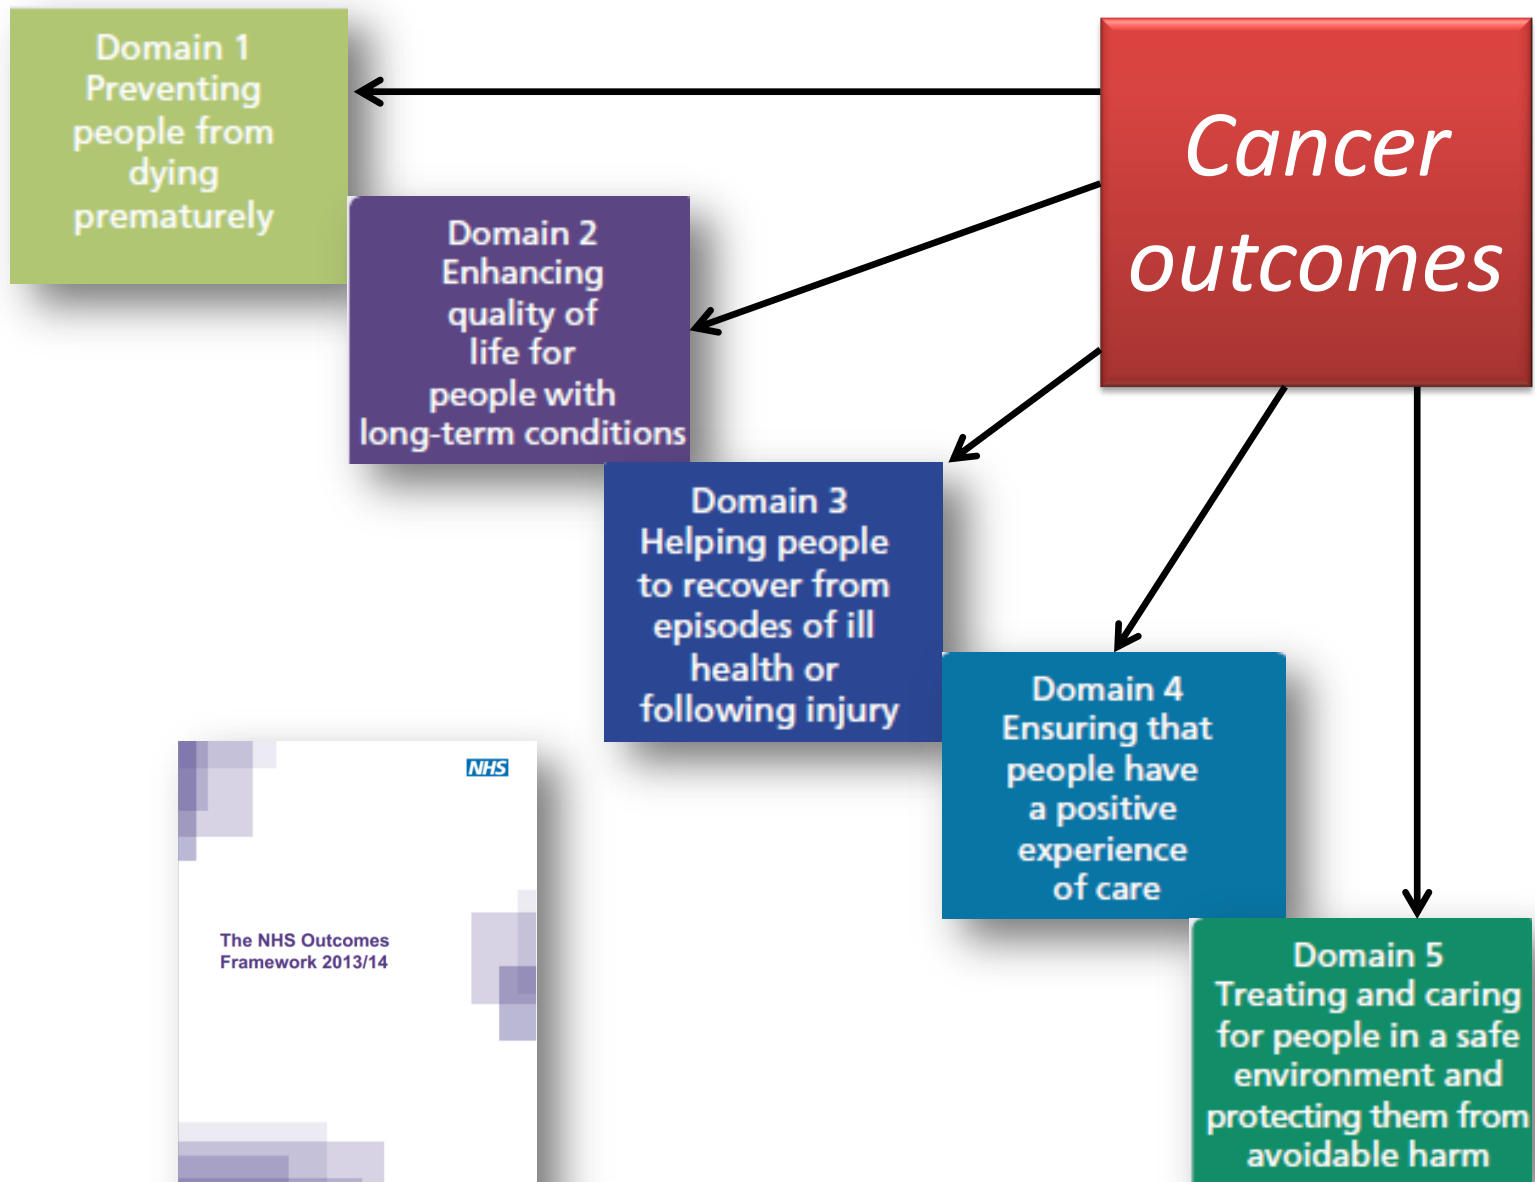 Domain 1
Preventing
people from
dying
prematurely
Cancer
outcomes
Domain 2
Enhancing
quality of
life for
people with
long-term conditions
Domain 3
Helping people
to recover from
episodes of ill
health or
following injury
Domain 4
Ensuring that
people have
a positive
experience
of care
NHS
The NHS Outcomes
Framework 2013/14
Domain 5
Treating and caring
for people in a safe
environment and
protecting them from
avoidable harm